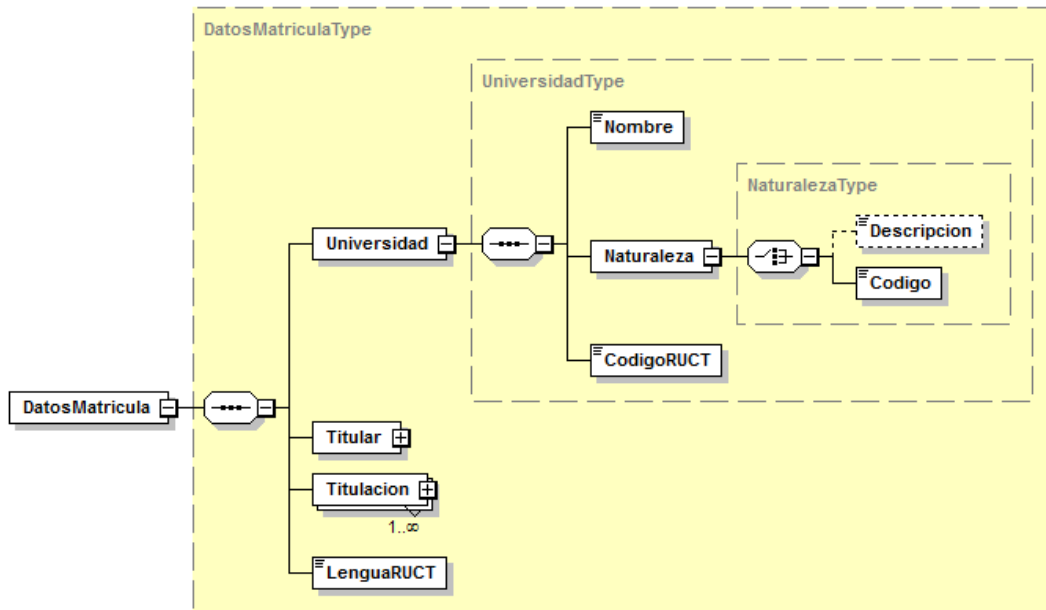 DatosMatriculaType
UniversidadType
Nombre
NaturalezaType
Descripcion
Universidad
Naturaleza
Codigo
CodigoRUCT
DatosMatricula
Titular
Titulacion
1..∞
LenguaRUCT